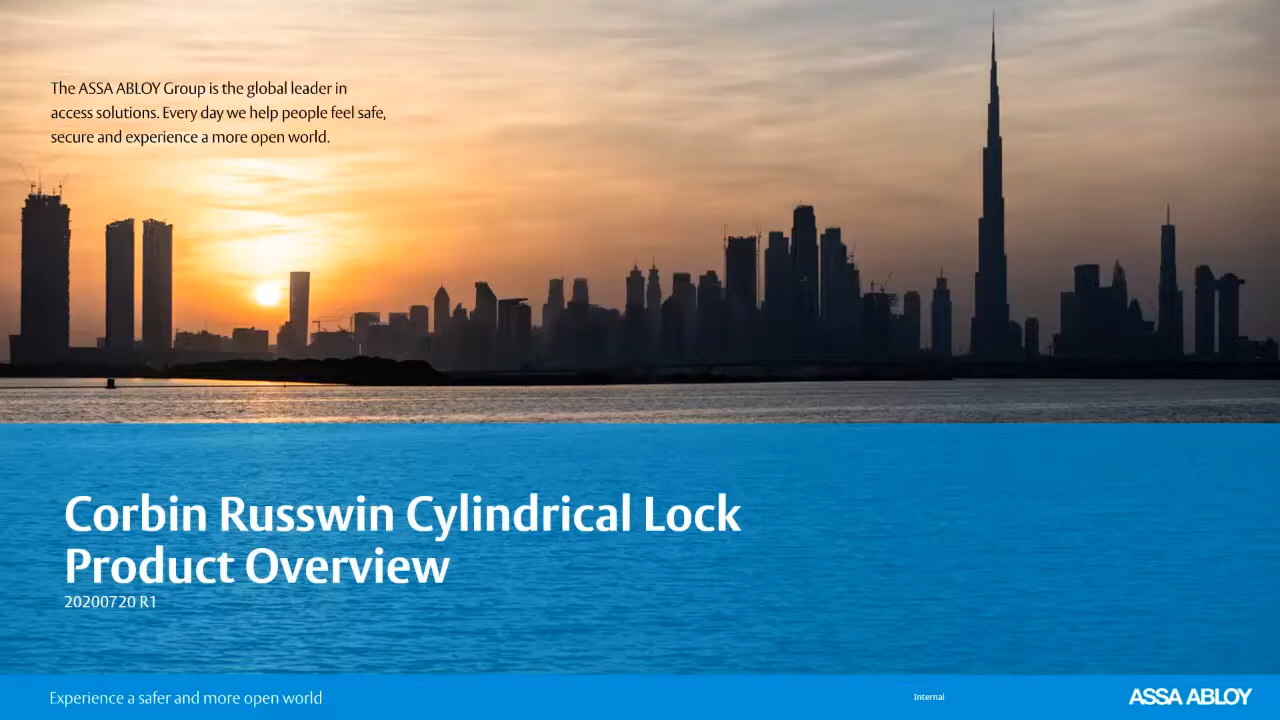 The ASSA ABLOY Group is the global leader in
access solutions. Every day we help people feel safe,
secure and experience a more open world.
Corbin Russwin Cylindrical Lock
Product Overview
20200720 R1
Experience a safer and more open world
Internal
ASSA ABLOY